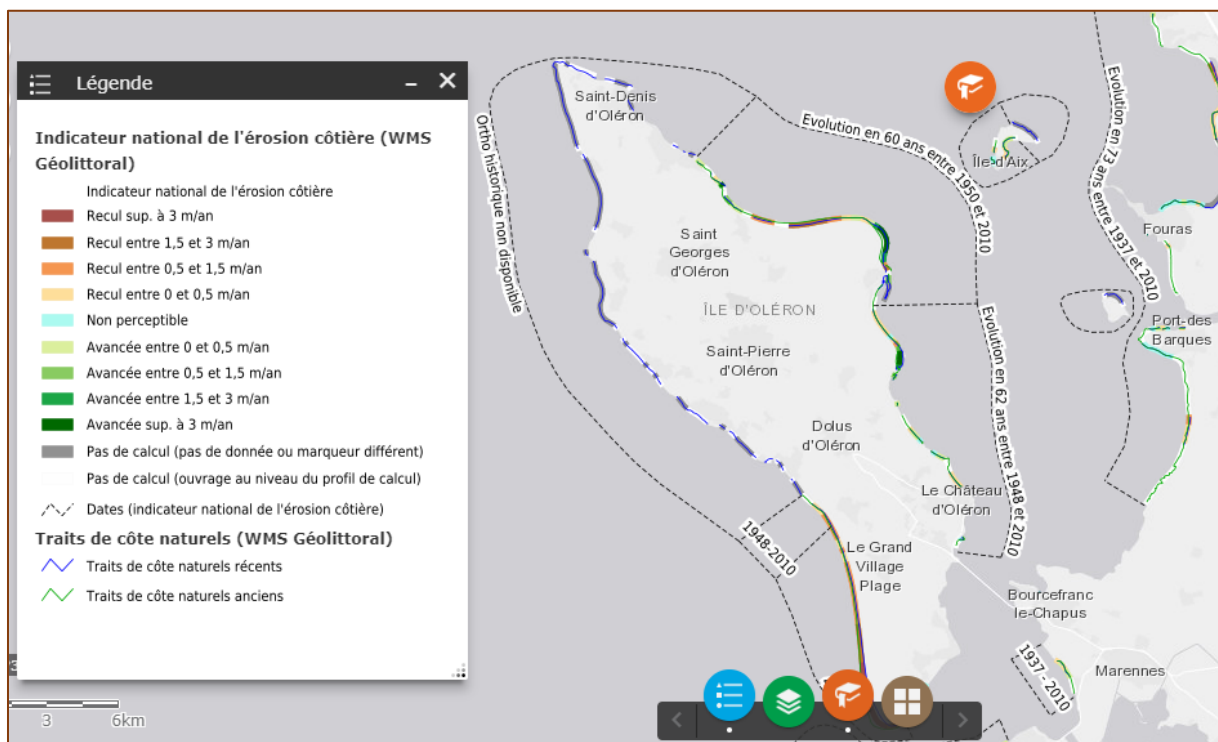 Légende
Indicateur national de l'érosion côtière (WMS
Géolittoral)
Indicateur national de l'érosion côtière
Recul sup. à 3 m/an
Recul entre 1,5 et 3 m/an
Recul entre 0,5 et 1,5 m/an
Recul entre 0 et 0,5 m/an
Non perceptible
Avancée entre 0 et 0,5 m/an
Avancée entre 0,5 et 1,5 m/an
Avancée entre 1,5 et 3 m/an
Avancée sup. à 3 m/an
Pas de calcul (pas de donnée ou marqueur différent)
Pas de calcul (ouvrage au niveau du profil de calcul)
Dates (indicateur national de l'érosion côtière)
Traits de côte naturels (WMS Géolittoral)
Traits de côte naturels récents
Traits de côte naturels anciens
3
6km
Ortho historique non disponible
Saint-Denis
d'Oléron
Evolution en 60 ans entre 1950 et 2010
Île d'Aix
Evolution en 73 ans entre 1937 et 2010
Fouras
Saint
Georges
d'Oléron
ÎLE D'OLÉRON
Port-des
Barques
Saint-Pierre
d'Oléron
Evolution en 62 ans entre 1948 et 2010
Dolus
d'Oléron
Le Château
d'Oléron
1948-2010
Le Grand
Village
Plage
Bourcefranc
le-Chapus
1937 - 2010
Marennes